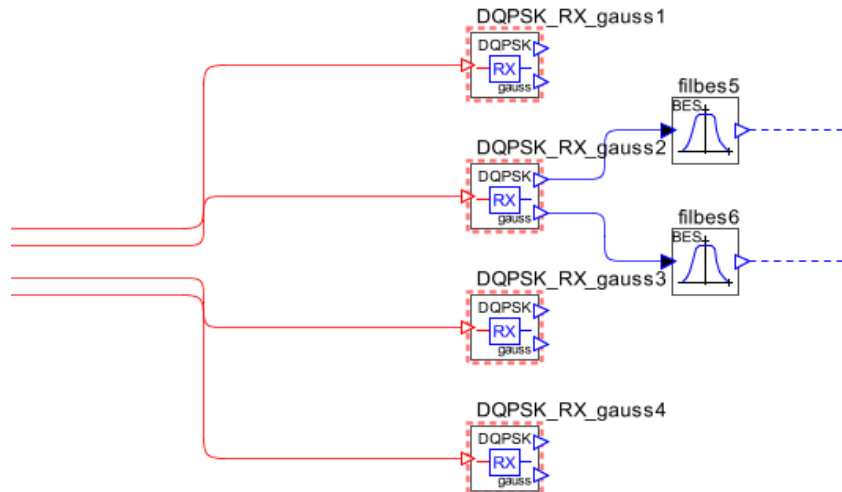 DQPSK_RX_gauss1
DQPSK
RX
gauss
filbes5
BES
DQPSK_RX_gauss2
DQPSK
RX
gauss
filbes6
BES
DQPSK_RX_gauss3
DQPSK
RX
gauss
DQPSK_RX_gauss4
DQPSK
RX
gauss